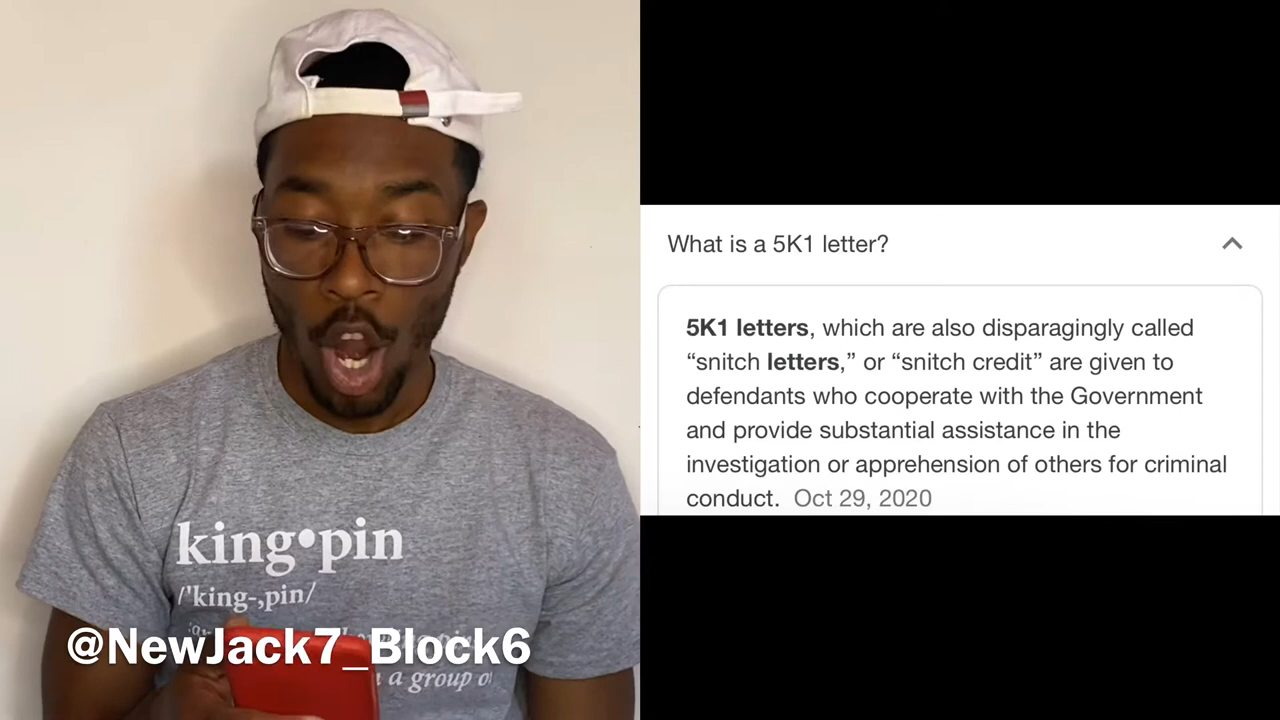 king•pin
/'king-,pin/
@NewJack7_Block6
a group o
What is a 5K1 letter?
5K1 letters, which are also disparagingly called
“snitch letters,” or “snitch credit” are given to
defendants who cooperate with the Government
and provide substantial assistance in the
investigation or apprehension of others for criminal
conduct. Oct 29, 2020